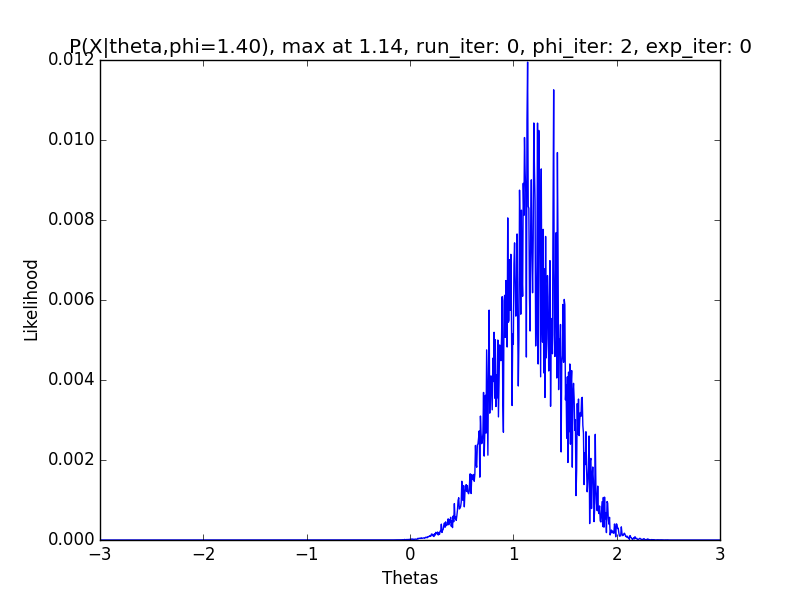 P(X|theta,phi=1.40), max at 1.14, run_iter: 0, phi_iter: 2, exp_iter: 0
0.012
0.010
0.008
0.006
0.004
0.002
0.000
Likelihood
−3 −2 −1 0 1 2 3
Thetas